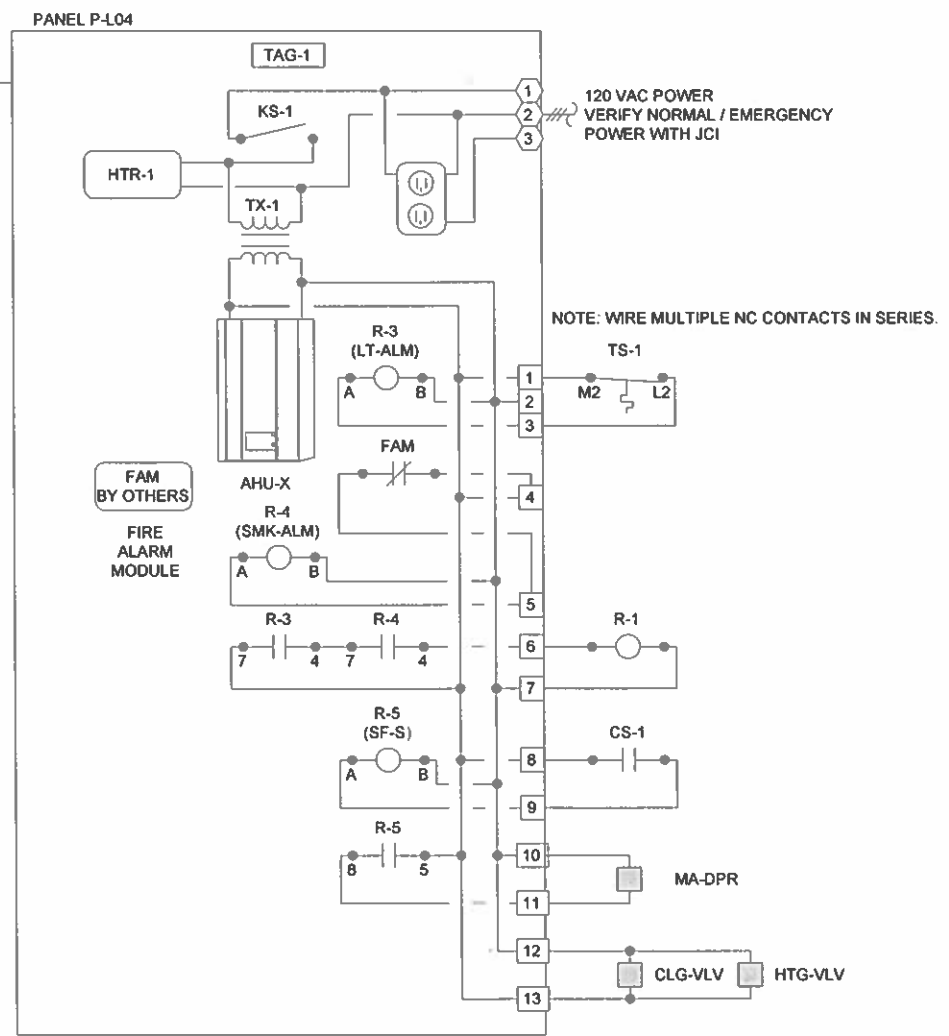 PANEL P-L04
TAG-1
1
2
3
120 VAC POWER
VERIFY NORMAL / EMERGENCY
POWER WITH JCI
KS-1
HTR-1
TX-1
NOTE: WIRE MULTIPLE NC CONTACTS IN SERIES.
R-3
(LT-ALM)
A
B
1
2
3
TS-1
M2
L2
FAM
4
AHU-X
FAM
BY OTHERS
FIRE
ALARM
MODULE
R-4
(SMK-ALM)
A
B
5
R-3
R-4
7
4
7
4
6
7
R-1
R-5
(SF-S)
A
B
8
9
CS-1
R-5
8
5
10
11
MA-DPR
12
13
CLG-VLV
HTG-VLV